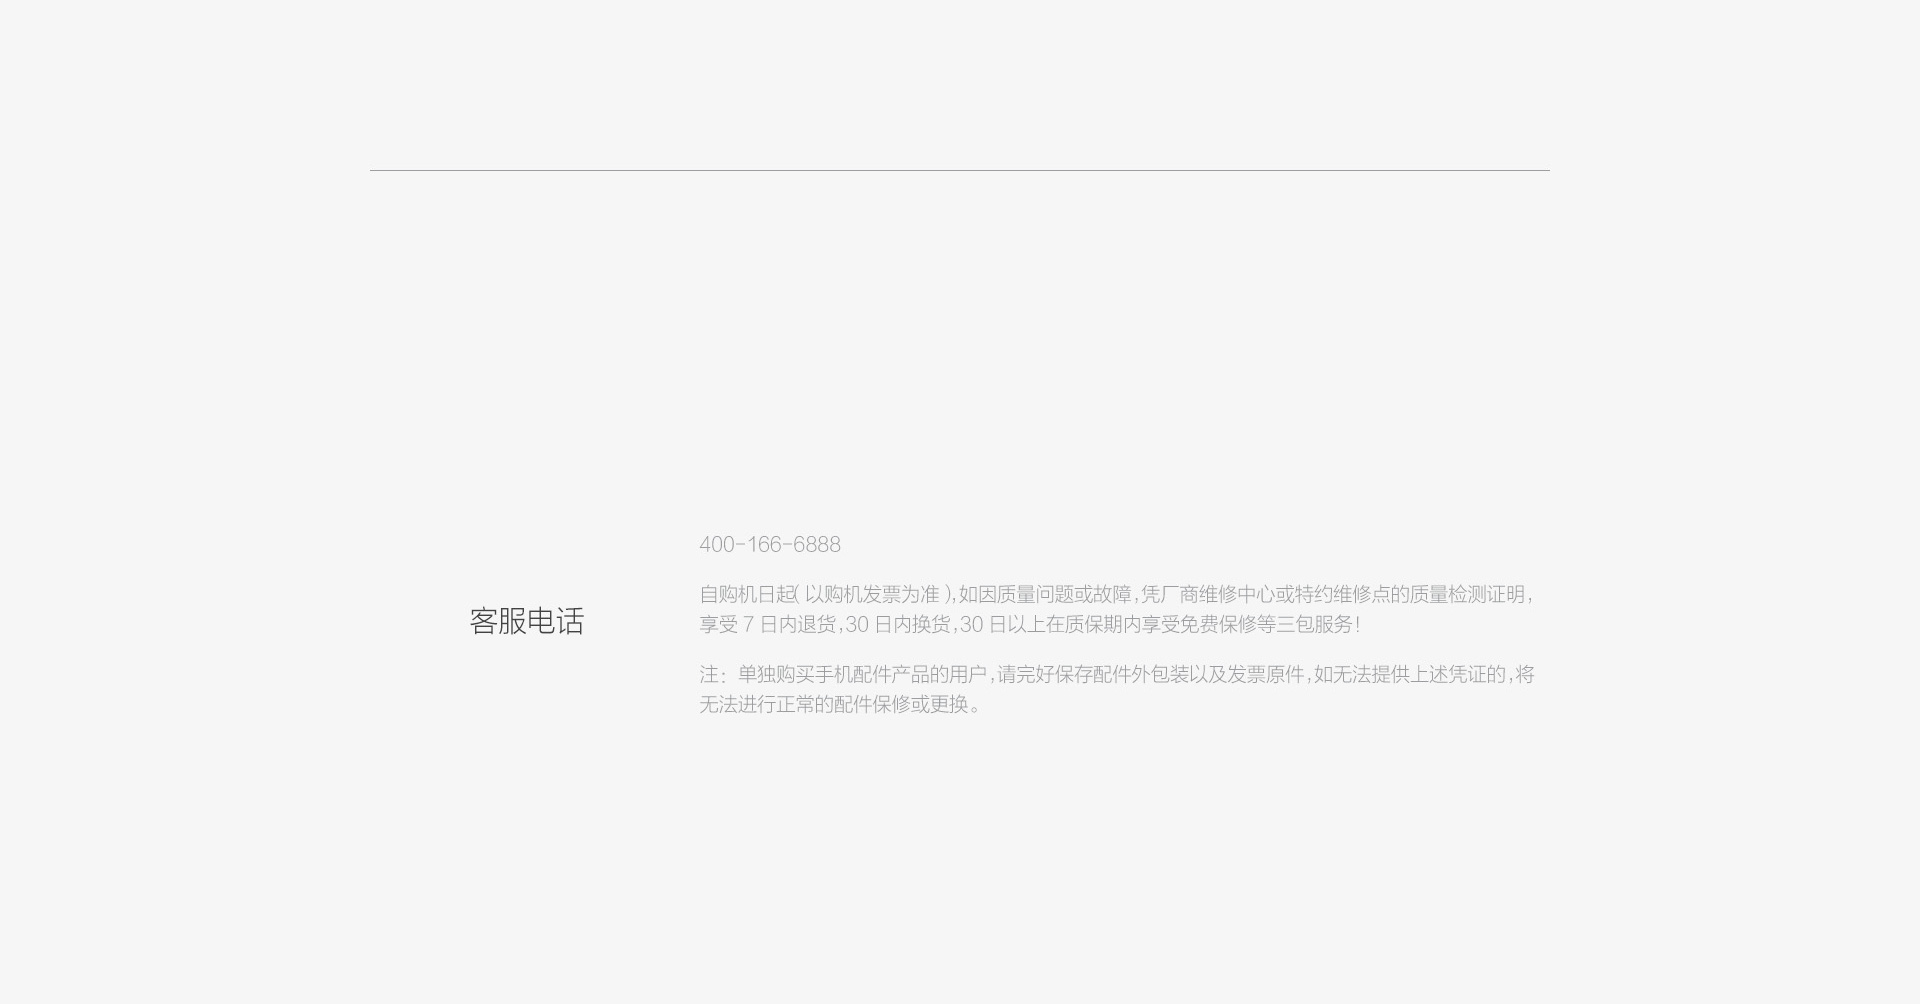 400-166-6888
自购机日起( 以购机发票为准 ),如因质量问题或故障,凭厂商维修中心或特约维修点的质量检测证明,
客服电话
享受 7 日内退货,30 日内换货,30 日以上在质保期内享受免费保修等三包服务!
注: 单独购买手机配件产品的用户,请完好保存配件外包装以及发票原件,如无法提供上述凭证的,将
无法进行正常的配件保修或更换。